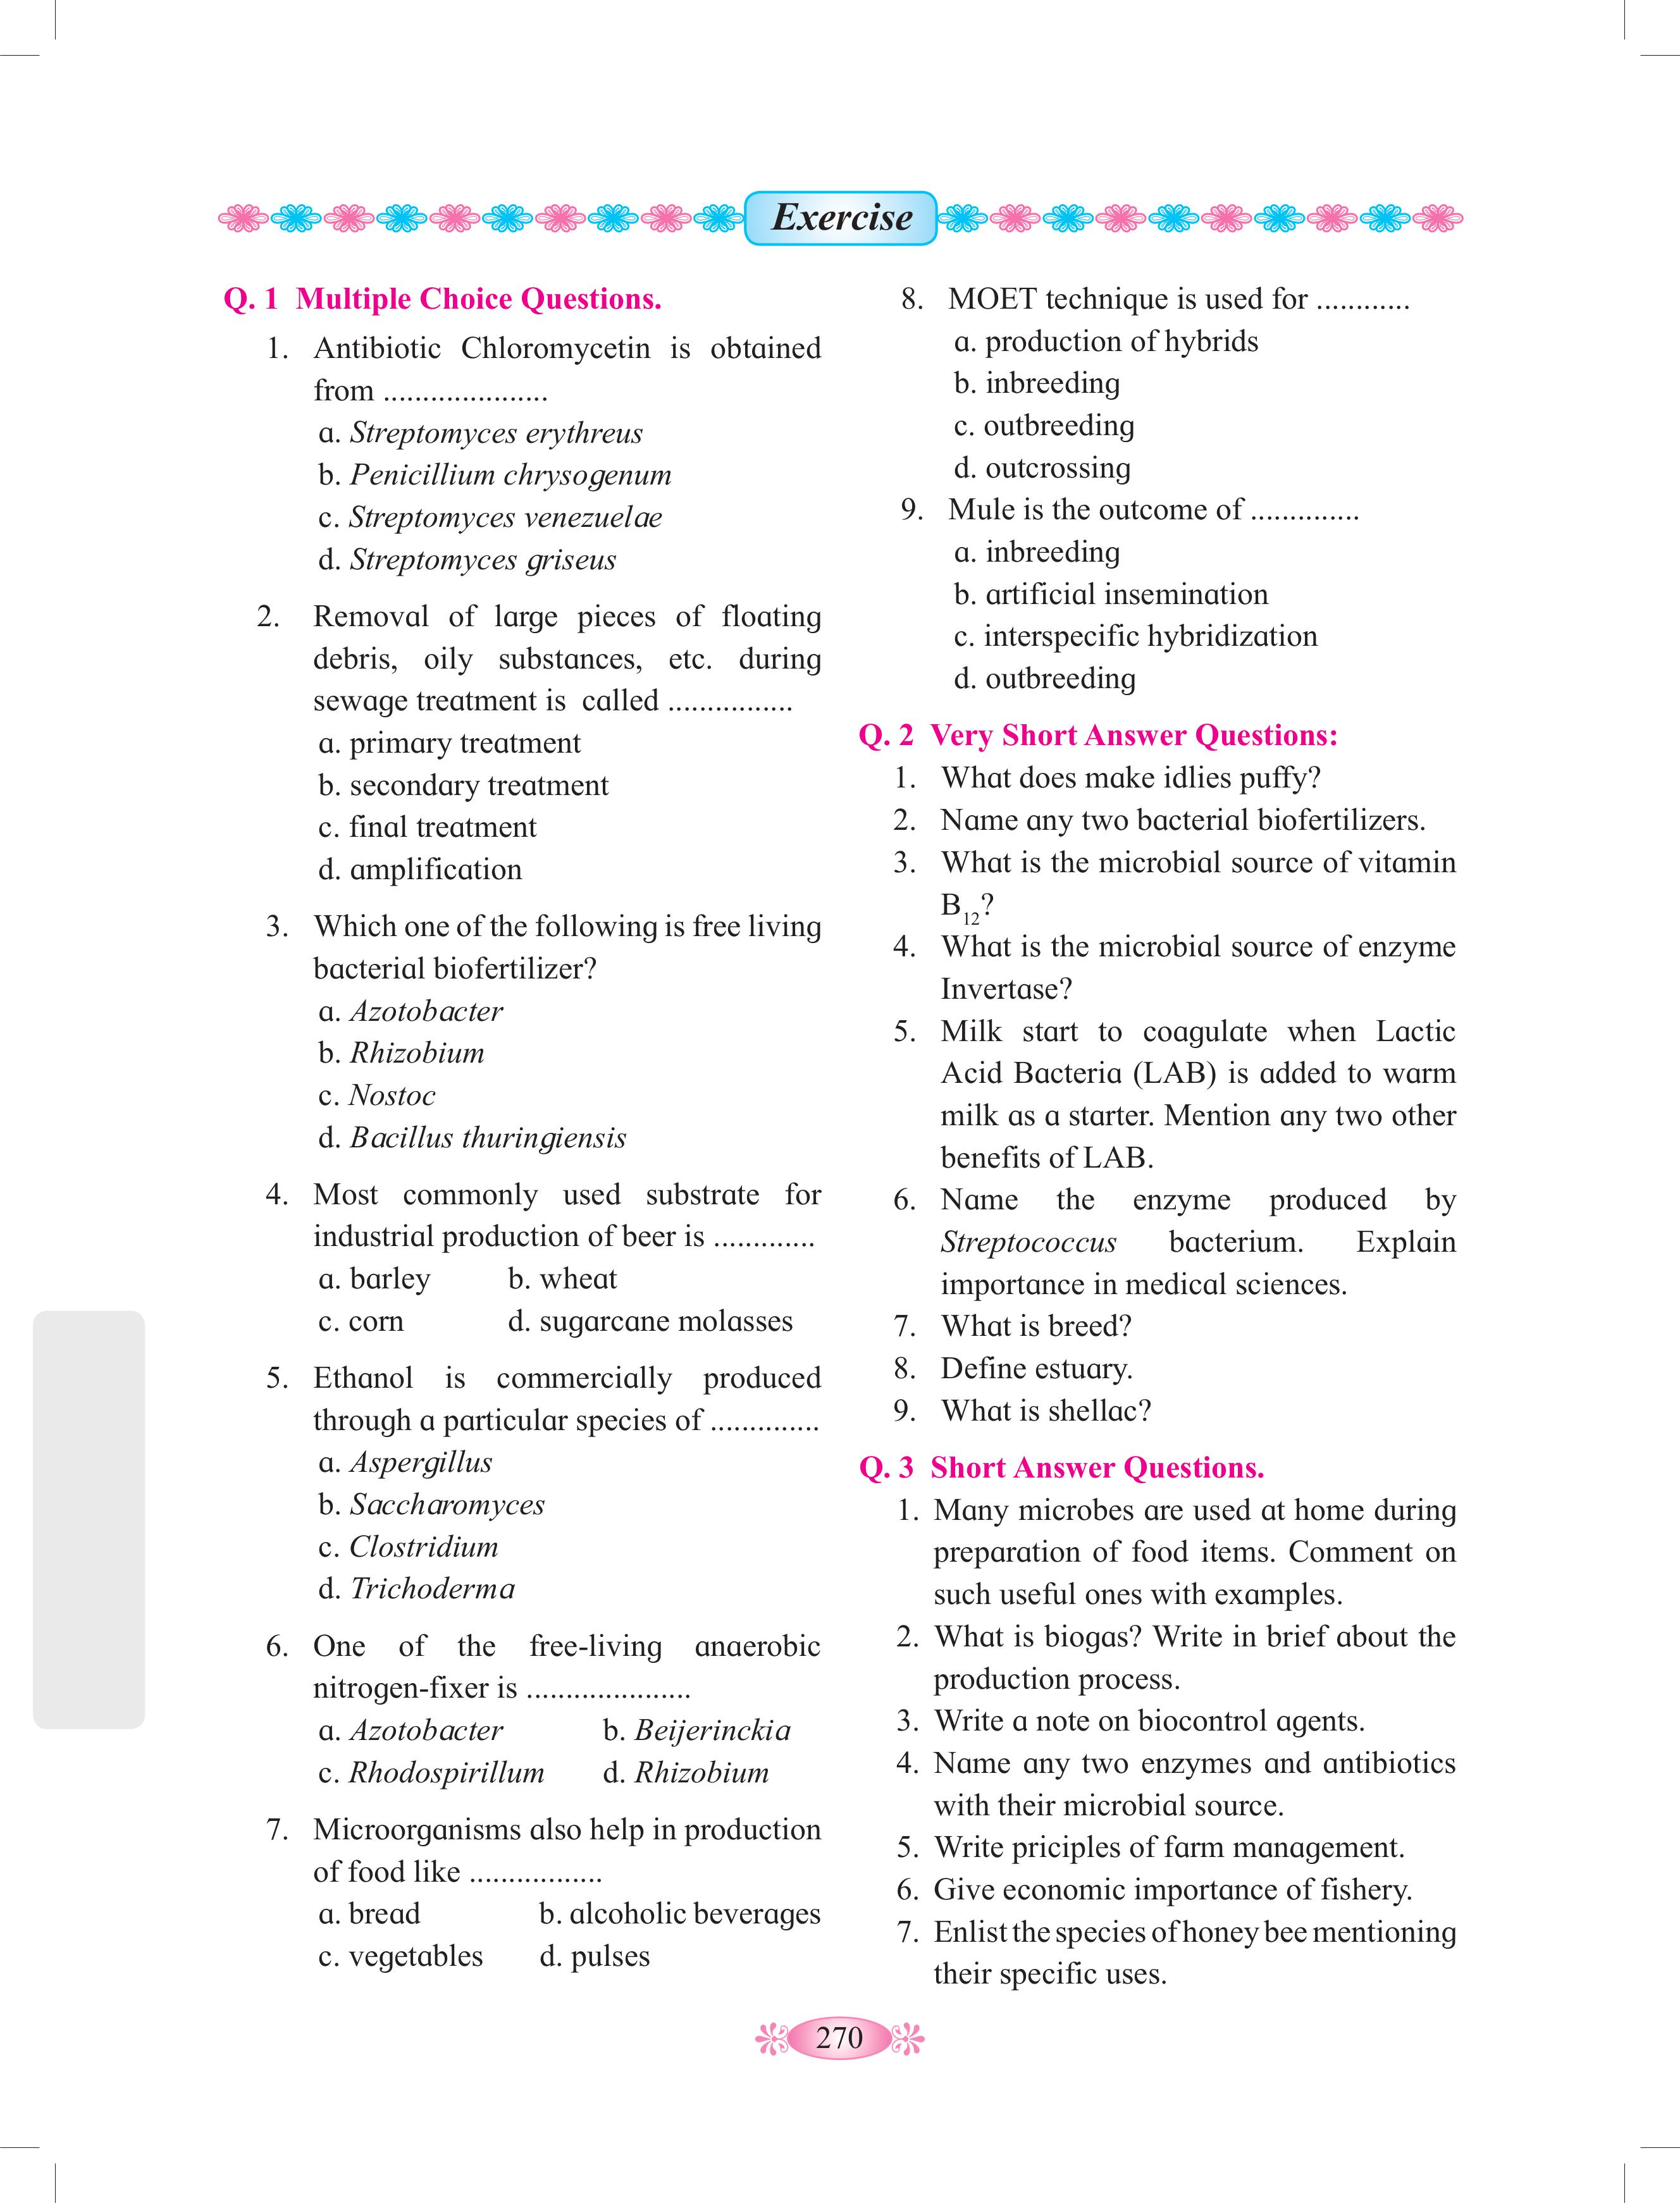 Exercise
Q. 1 Multiple Choice Questions.
1. Antibiotic Chloromycetin is obtained
from .....................
a. Streptomyces erythreus
b. Penicillium chrysogenum
c. Streptomyces venezuelae
d. Streptomyces griseus
2. Removal of large pieces of floating
debris, oily substances, etc. during
sewage treatment is called ................
a. primary treatment
b. secondary treatment
c. final treatment
d. amplification
3. Which one of the following is free living
bacterial biofertilizer?
a. Azotobacter
b. Rhizobium
c. Nostoc
d. Bacillus thuringiensis
4. Most commonly used substrate for
industrial production of beer is .............
a. barley b. wheat
c. corn d. sugarcane molasses
5. Ethanol is commercially produced
through a particular species of ..............
a. Aspergillus
b. Saccharomyces
c. Clostridium
d. Trichoderma
6. One of the free-living anaerobic
nitrogen-fixer is .....................
a. Azotobacter b. Beijerinckia
c. Rhodospirillum d. Rhizobium
7. Microorganisms also help in production
of food like .................
a. bread b. alcoholic beverages
c. vegetables d. pulses
8. MOET technique is used for ............
a. production of hybrids
b. inbreeding
c. outbreeding
d. outcrossing
9. Mule is the outcome of ..............
a. inbreeding
b. artificial insemination
c. interspecific hybridization
d. outbreeding
Q. 2 Very Short Answer Questions:
1. What does make idlies puffy?
2. Name any two bacterial biofertilizers.
3. What is the microbial source of vitamin
B12?
4. What is the microbial source of enzyme
Invertase?
5. Milk start to coagulate when Lactic
Acid Bacteria (LAB) is added to warm
milk as a starter. Mention any two other
benefits of LAB.
6. Name the enzyme produced by
Streptococcus bacterium. Explain
importance in medical sciences.
7. What is breed?
8. Define estuary.
9. What is shellac?
Q. 3 Short Answer Questions.
1. Many microbes are used at home during
preparation of food items. Comment on
such useful ones with examples.
2. What is biogas? Write in brief about the
production process.
3. Write a note on biocontrol agents.
4. Name any two enzymes and antibiotics
with their microbial source.
5. Write priciples of farm management.
6. Give economic importance of fishery.
7. Enlist the species of honey bee mentioning
their specific uses.
270